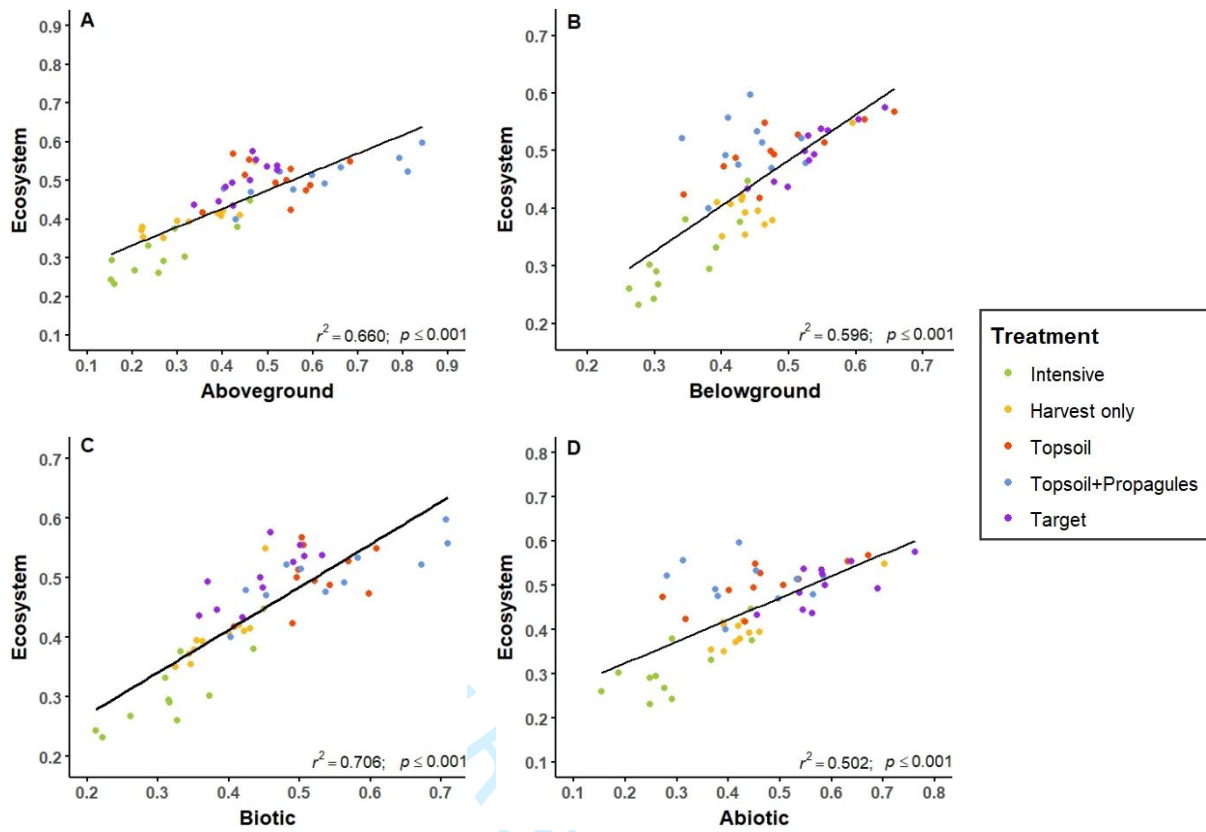 A
0.9
0.8
0.7
0.6
0.5
0.4
0.3
0.2
0.1
Ecosystem
r² = 0.660; p ≤ 0.001
0.1 0.2 0.3 0.4 0.5 0.6 0.7 0.8 0.9
Aboveground
B
0.7
0.6
0.5
0.4
0.3
0.2
Ecosystem
r² = 0.596; p ≤ 0.001
0.2 0.3 0.4 0.5 0.6 0.7
Belowground
Treatment
Intensive
Harvest only
Topsoil
Topsoil+Propagules
Target
C
0.7
0.6
0.5
0.4
0.3
0.2
Ecosystem
r² = 0.706; p ≤ 0.001
0.2 0.3 0.4 0.5 0.6 0.7
Biotic
D
0.8
0.7
0.6
0.5
0.4
0.3
0.2
0.1
Ecosystem
r² = 0.502; p ≤ 0.001
0.1 0.2 0.3 0.4 0.5 0.6 0.7 0.8
Abiotic